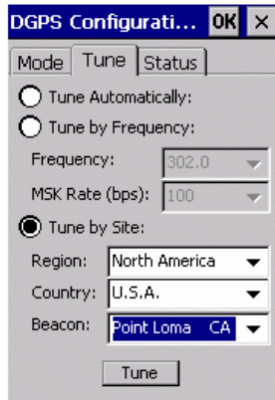 DGPS Configurati... OK ×
Mode Tune Status
Tune Automatically:
Tune by Frequency:
Frequency: 302.0
MSK Rate (bps): 100
Tune by Site:
Region: North America
Country: U.S.A.
Beacon: Point Loma CA
Tune